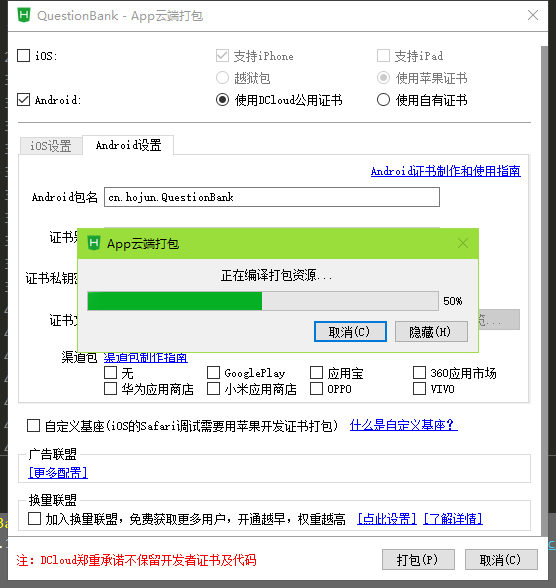 QuestionBank - App云端打包
iOS: 支持iPhone 支持iPad
越狱包 使用苹果证书
Android: 使用DCloud公用证书 使用自有证书
iOS设置 Android设置
Android证书制作和使用指南
Android包名 cn.hojun.QuestionBank
证书
App云端打包
正在编译打包资源...
证书私钥
50%
证书
取消(C) 隐藏(H)
渠道包 渠道包制作指南
无 GooglePlay 应用宝 360应用市场
华为应用商店 小米应用商店 OPPO VIVO
自定义基座(iOS的Safari调试需要用苹果开发证书打包) 什么是自定义基座?
广告联盟
[更多配置]
换量联盟
加入换量联盟，免费获取更多用户，开通越早，权重越高 [点此设置] [了解详情]
注: DCloud郑重承诺不保留开发者证书及代码 打包(P) 取消(C)